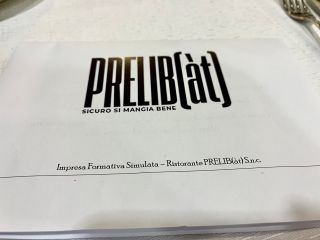 PRELIB(àt)
SICURO SI MANGIA BENE
Impresa Formativa Simulata – Ristorante PRELIB(àt) S.n.c.